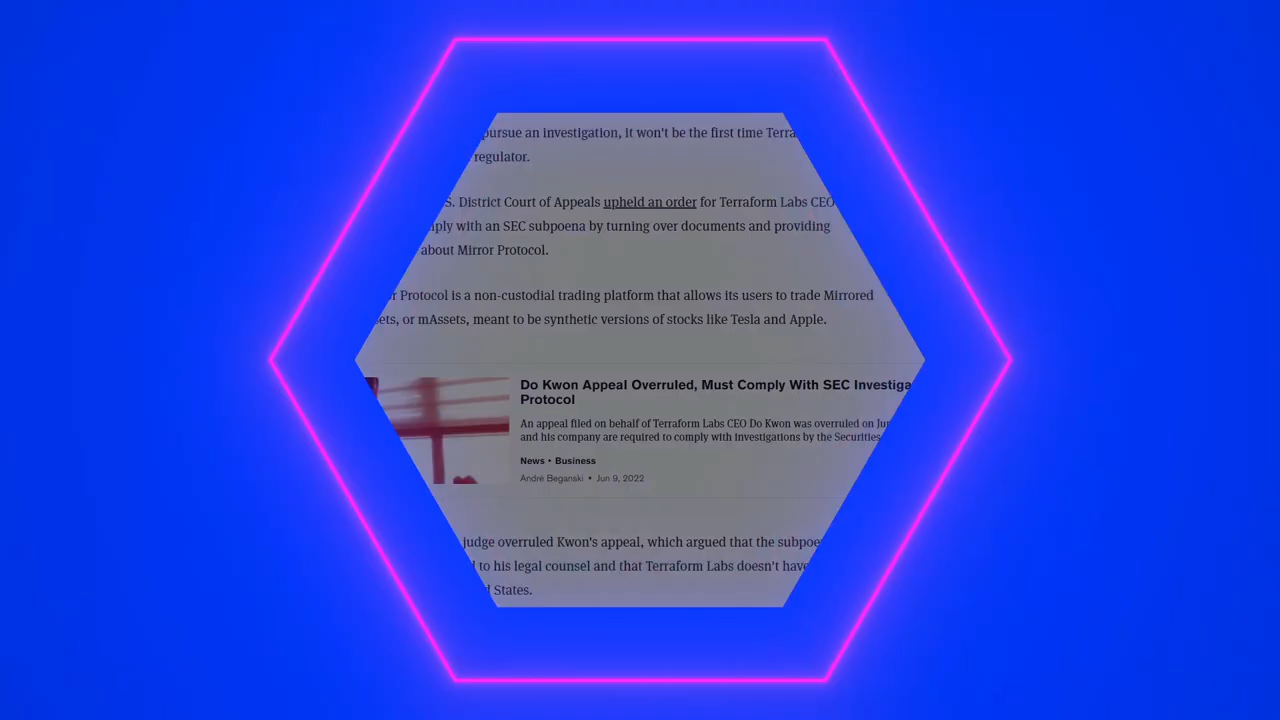 pursue an investigation, it won't be the first time
regulator.
District Court of Appeals upheld an order for Terraform Labs CEO
with an SEC subpoena by turning over documents and providing
about Mirror Protocol.
Protocol is a non-custodial trading platform that allows its users to trade Mirrored
or mAssets, meant to be synthetic versions of stocks like Tesla and Apple.
Do Kwon Appeal Overruled, Must Comply With SEC
Protocol
An appeal filed on behalf of Terraform Labs CEO Do Kwon was overruled on
and his company are required to comply with investigations by the Securities
News • Business
André Beganski • Jun 9, 2022
judge overruled Kwon's appeal, which argued that the
to his legal counsel and that Terraform Labs doesn't have
States.